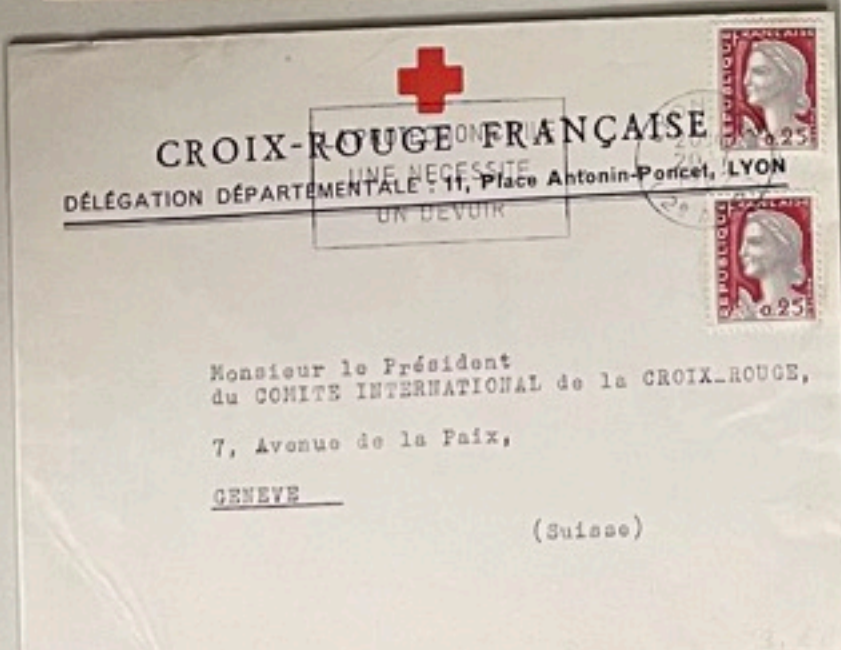 CROIX-ROUGE FRANÇAISE
DÉLÉGATION DÉPARTEMENTALE : 11, Place Antonin-Poncet, LYON
UNE NECESSITE
UN DEVOIR
REPUBLIQUE FRANÇAISE
0.25
REPUBLIQUE FRANÇAISE
0.25
Monsieur le Président
du COMITE INTERNATIONAL de la CROIX-ROUGE,
7, Avenue de la Paix,
GENEVE
(Suisse)